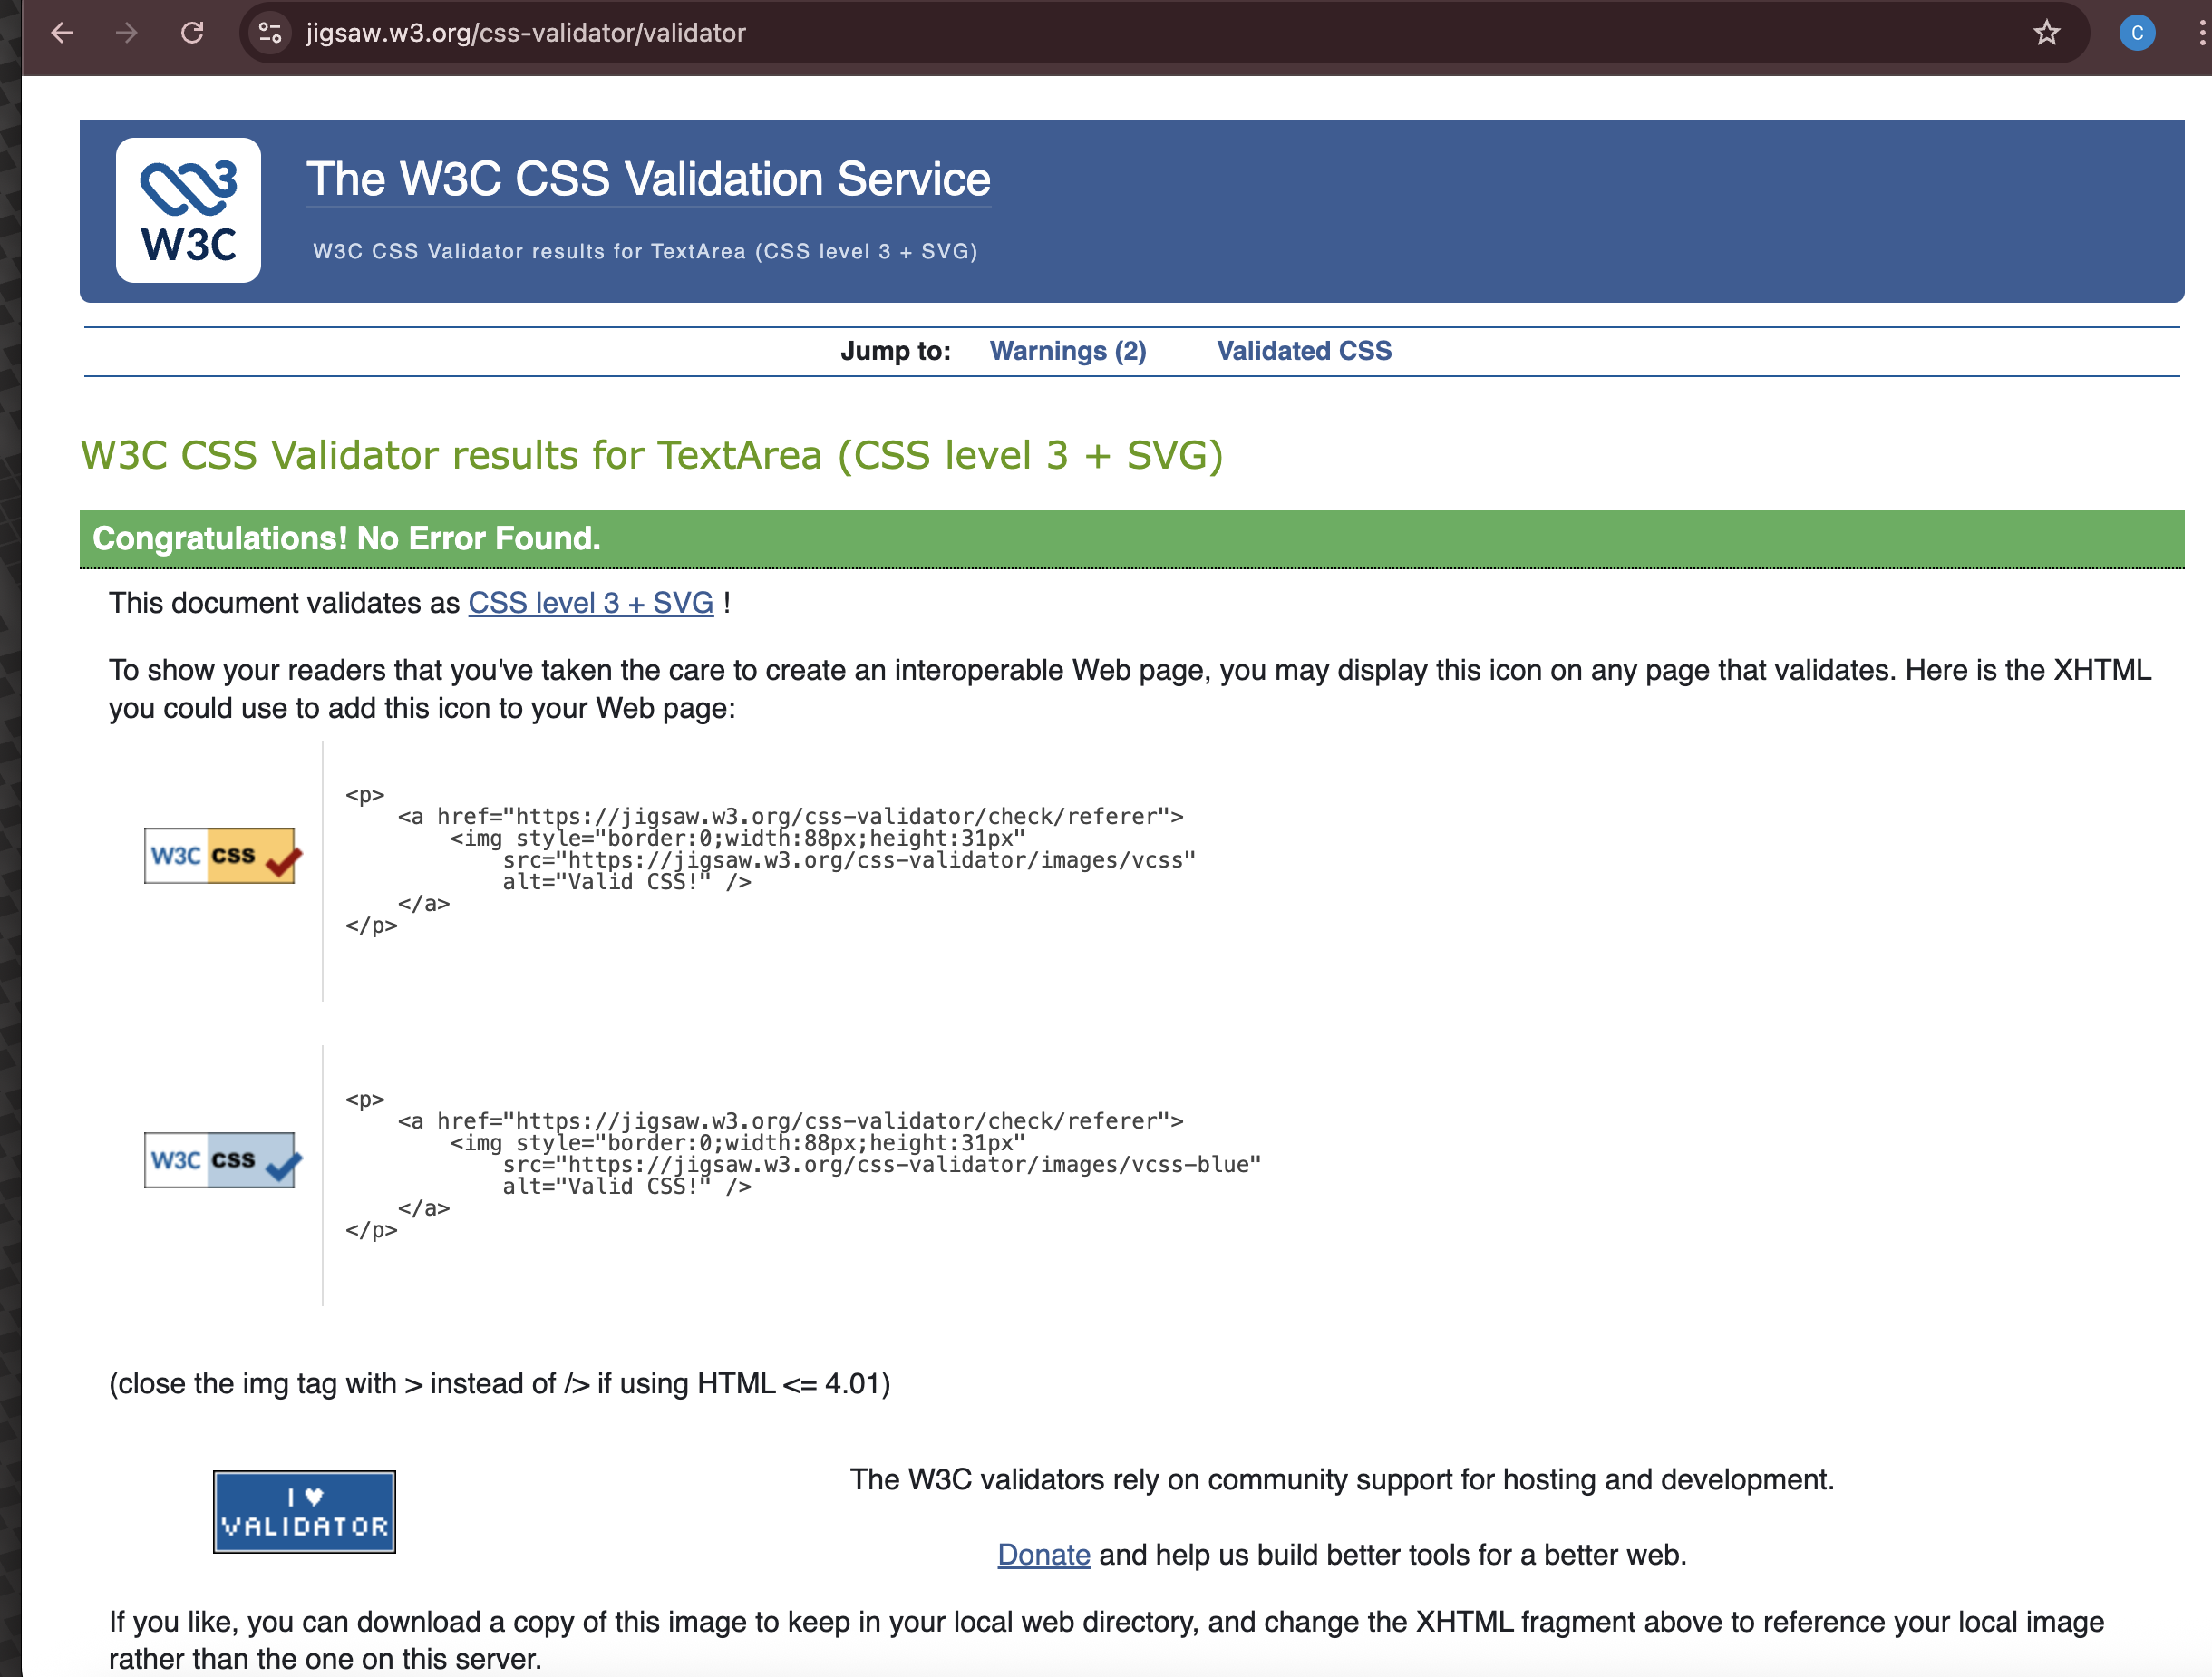 jigsaw.w3.org/css-validator/validator
C
W3C
The W3C CSS Validation Service
W3C CSS Validator results for TextArea (CSS level 3 + SVG)
Jump to: Warnings (2) Validated CSS
W3C CSS Validator results for TextArea (CSS level 3 + SVG)
Congratulations! No Error Found.
This document validates as CSS level 3 + SVG !
To show your readers that you've taken the care to create an interoperable Web page, you may display this icon on any page that validates. Here is the XHTML
you could use to add this icon to your Web page:
W3C css
<p>
<a href="https://jigsaw.w3.org/css-validator/check/referer">
<img style="border:0;width:88px;height:31px"
src="https://jigsaw.w3.org/css-validator/images/vcss"
alt="Valid CSS!" />
</a>
</p>
W3C css
<p>
<a href="https://jigsaw.w3.org/css-validator/check/referer">
<img style="border:0;width:88px;height:31px"
src="https://jigsaw.w3.org/css-validator/images/vcss-blue"
alt="Valid CSS!" />
</a>
</p>
(close the img tag with > instead of /> if using HTML <= 4.01)
I ♥
VALIDATOR
The W3C validators rely on community support for hosting and development.
Donate and help us build better tools for a better web.
If you like, you can download a copy of this image to keep in your local web directory, and change the XHTML fragment above to reference your local image
rather than the one on this server.